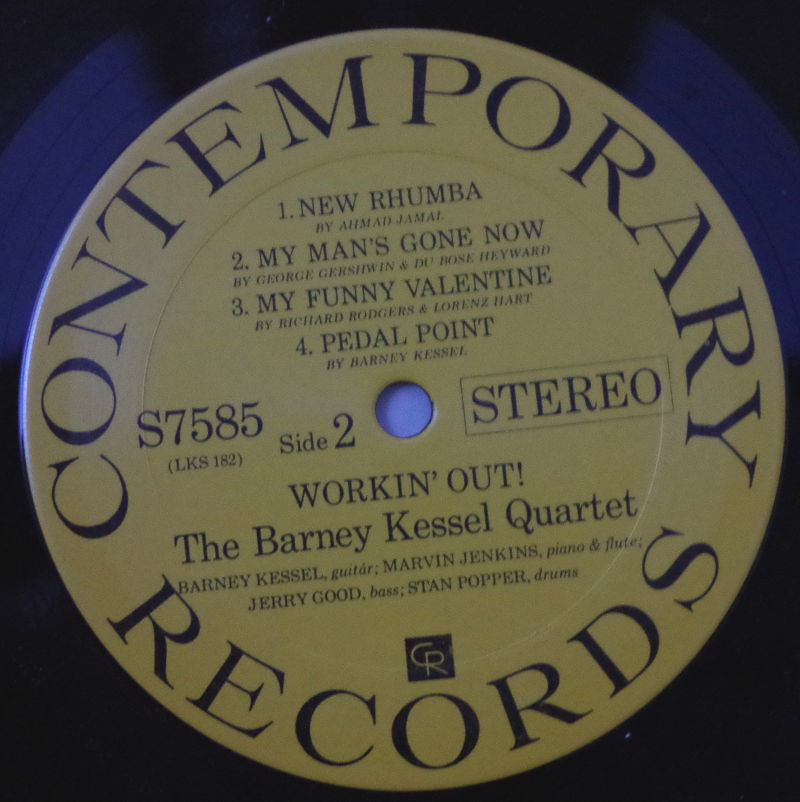 CONTEMPORARY
1. NEW RHUMBA
BY AHMAD JAMAL
2. MY MAN'S GONE NOW
BY GEORGE GERSHWIN & DU BOSE HEYWARD
3. MY FUNNY VALENTINE
BY RICHARD RODGERS & LORENZ HART
4. PEDAL POINT
BY BARNEY KESSEL
S7585 Side 2 STEREO
(LKS 182)
WORKIN' OUT!
The Barney Kessel Quartet
BARNEY KESSEL, guitár; MARVIN JENKINS, piano & flute;
JERRY GOOD, bass; STAN POPPER, drums
CR
RECORDS